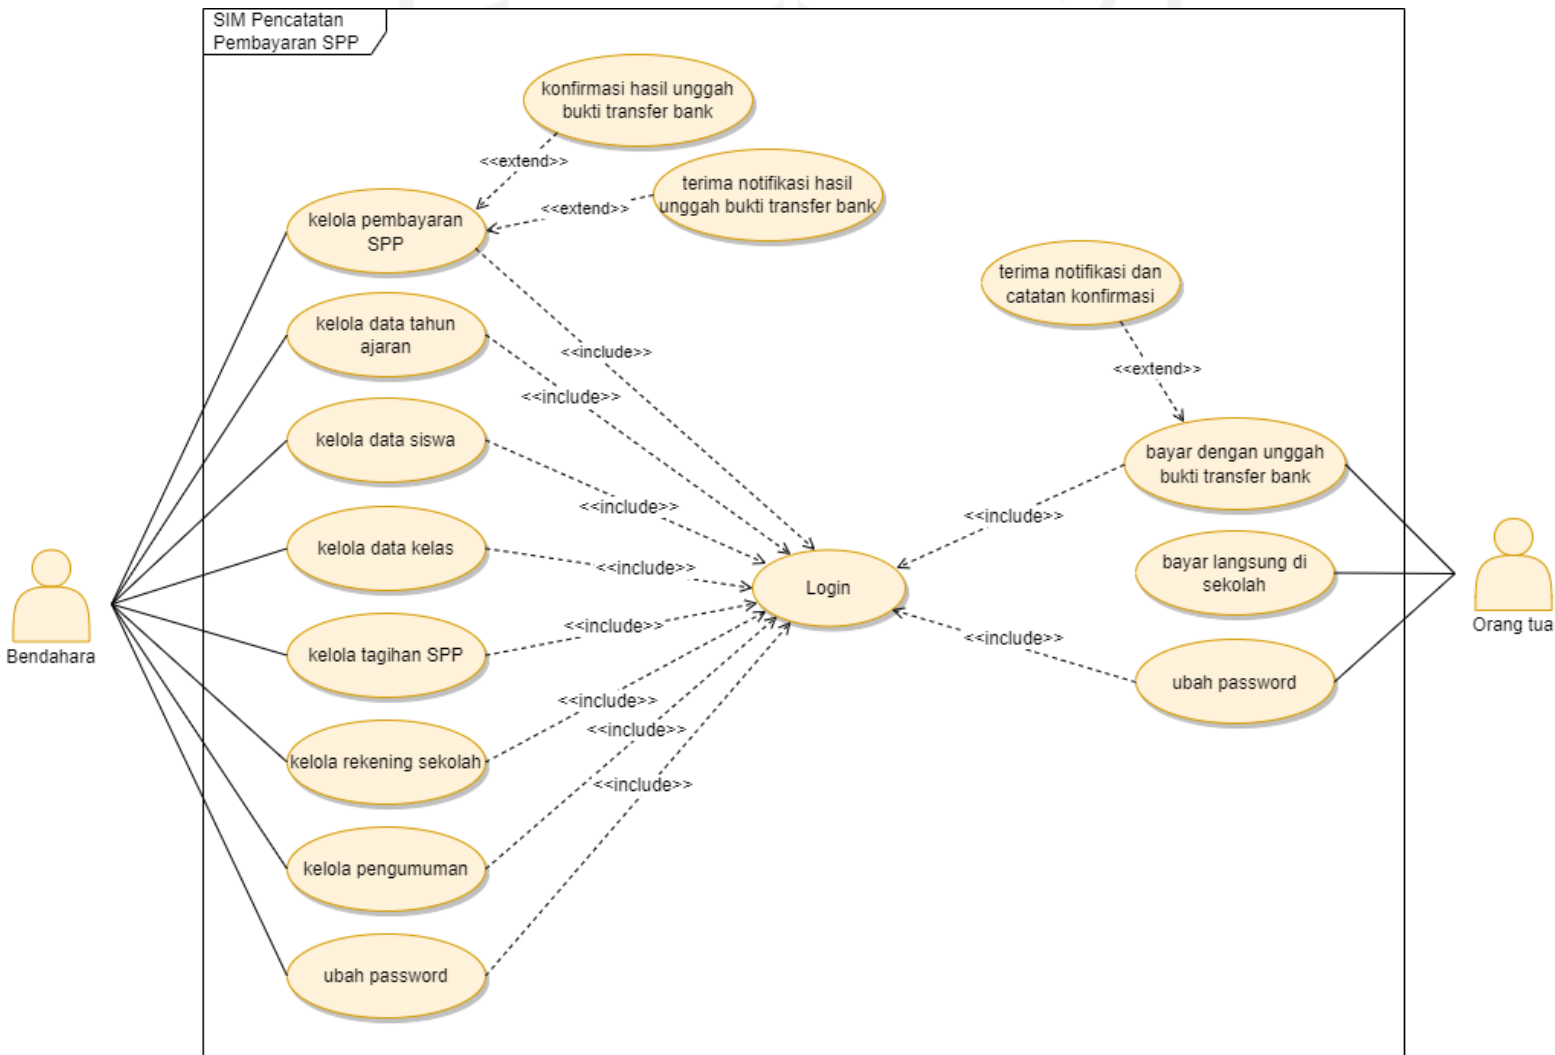 SIM Pencatatan
Pembayaran SPP
konfirmasi hasil unggah
bukti transfer bank
<<extend>>
terima notifikasi hasil
unggah bukti transfer bank
<<extend>>
kelola pembayaran
SPP
terima notifikasi dan
catatan konfirmasi
kelola data tahun
ajaran
<<include>>
<<extend>>
<<include>>
kelola data siswa
bayar dengan unggah
bukti transfer bank
<<include>>
<<include>>
kelola data kelas
<<include>>
bayar langsung di
sekolah
Login
Bendahara
Orang tua
<<include>>
<<include>>
kelola tagihan SPP
ubah password
<<include>>
<<include>>
kelola rekening sekolah
<<include>>
kelola pengumuman
ubah password